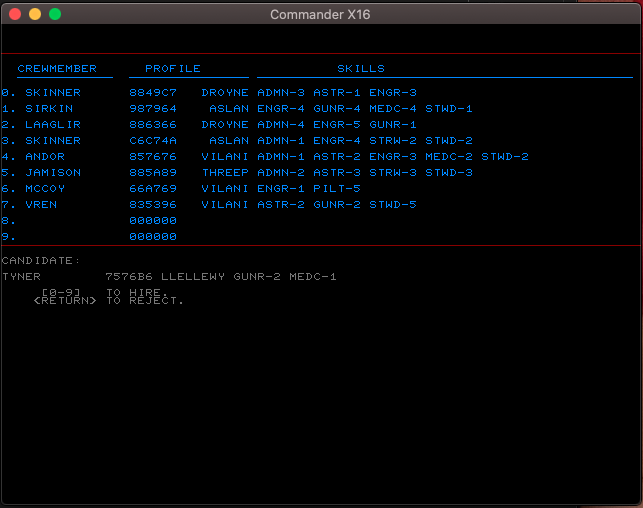 Commander X16
CREWMEMBER PROFILE SKILLS
0. SKINNER 8849C7 DROYNE ADMN-3 ASTR-1 ENGR-3
1. SIRKIN 987964 ASLAN ENGR-4 GUNR-4 MEDC-4 STWD-1
2. LAAGLIR 886366 DROYNE ADMN-4 ENGR-5 GUNR-1
3. SKINNER C6C74A ASLAN ADMN-1 ENGR-4 STRW-2 STWD-2
4. ANDOR 857676 VILANI ADMN-1 ASTR-2 ENGR-3 MEDC-2 STWD-2
5. JAMISON 885A89 THREEP ADMN-2 ASTR-3 STRW-3 STWD-3
6. MCCOY 66A769 VILANI ENGR-1 PILT-5
7. VREN 835396 VILANI ASTR-2 GUNR-2 STWD-5
8. 000000
9. 000000
CANDIDATE:
TYNER 7576B6 LLELLEWY GUNR-2 MEDC-1
[0-9] TO HIRE.
<RETURN> TO REJECT.